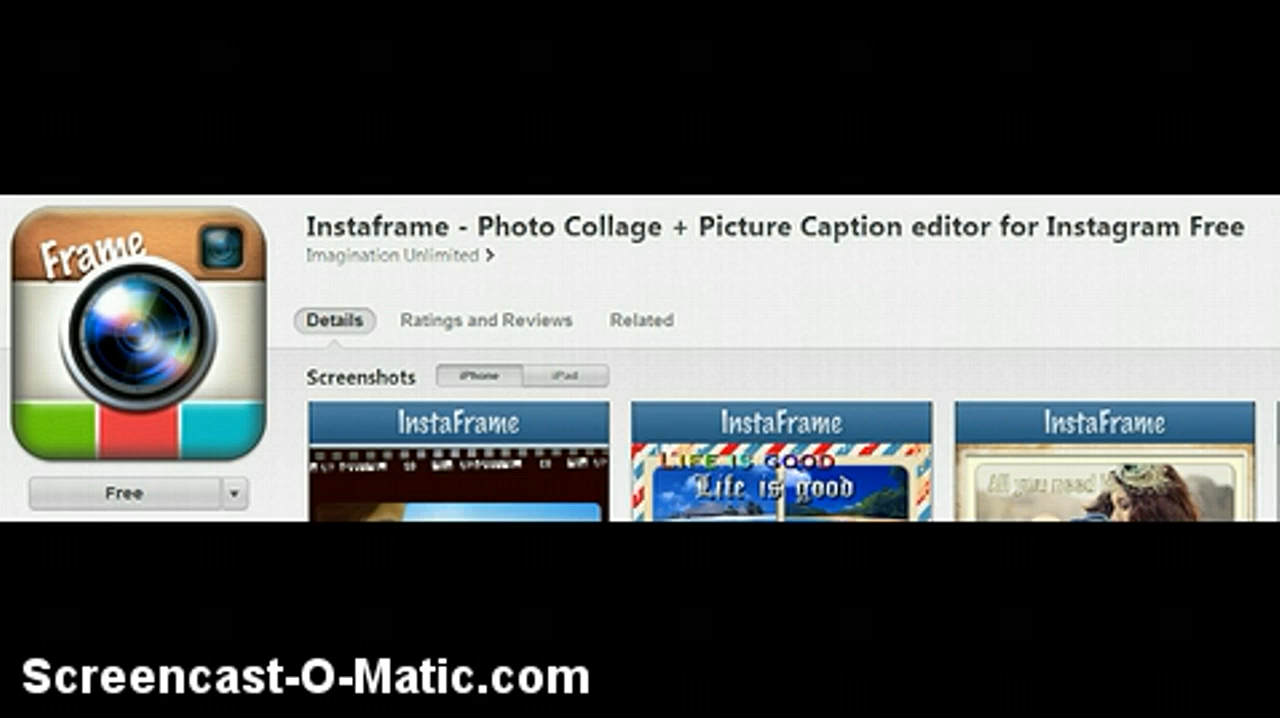 Frame
Instaframe - Photo Collage + Picture Caption editor for Instagram Free
Imagination Unlimited >
Details Ratings and Reviews Related
Screenshots iPhone iPad
InstaFrame InstaFrame InstaFrame
LIFE IS GOOD
Life is good
All you need
Free
Screencast-O-Matic.com